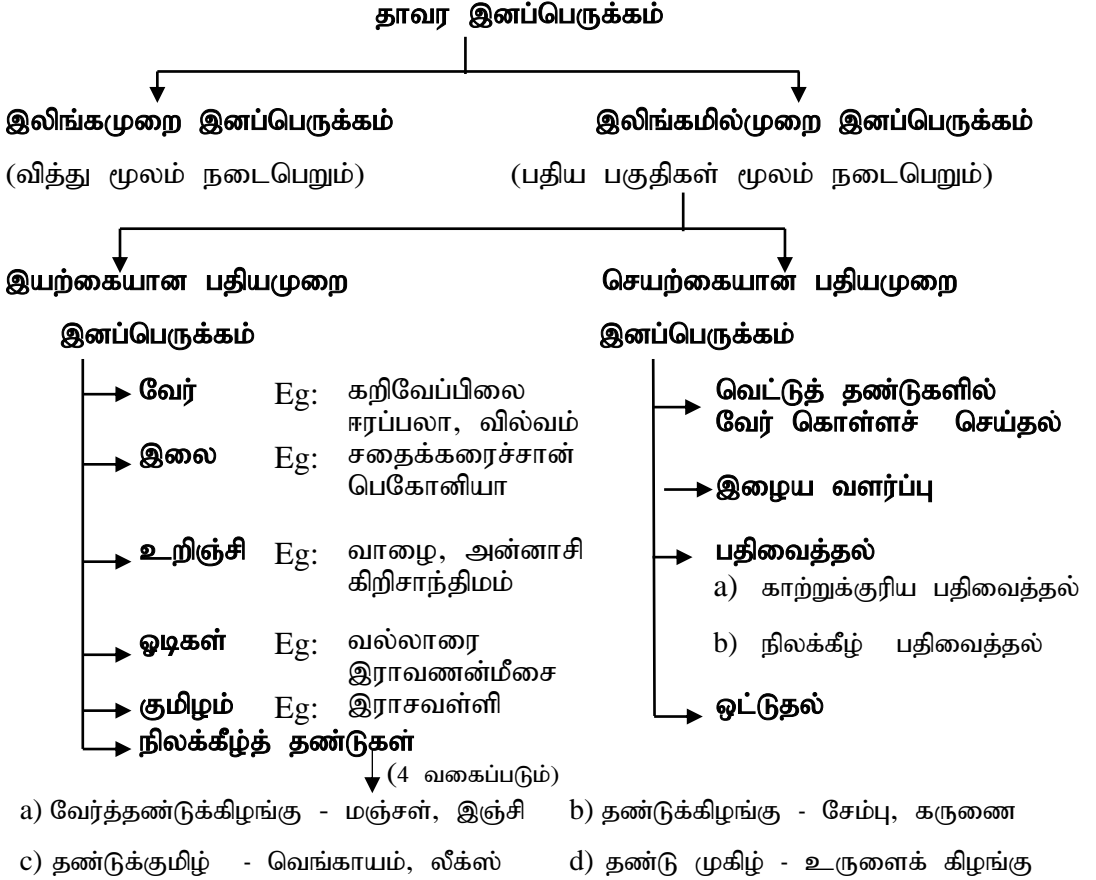 தாவர இனப்பெருக்கம்
இலிங்கமுறை இனப்பெருக்கம் இலிங்கமில்முறை இனப்பெருக்கம்
(வித்து மூலம் நடைபெறும்) (பதிய பகுதிகள் மூலம் நடைபெறும்)
இயற்கையான பதியமுறை செயற்கையான பதியமுறை
இனப்பெருக்கம் இனப்பெருக்கம்
வேர் Eg: கறிவேப்பிலை
ஈரப்பலா, வில்வம்
இலை Eg: சதைக்கரைச்சான்
பெகோனியா
உறிஞ்சி Eg: வாழை, அன்னாசி
கிறிசாந்திமம்
ஓடிகள் Eg: வல்லாரை
இராவணன்மீசை
குமிழம் Eg: இராசவள்ளி
நிலக்கீழ்த் தண்டுகள்
(4 வகைப்படும்)
வெட்டுத் தண்டுகளில்
வேர் கொள்ளச் செய்தல்
இழைய வளர்ப்பு
பதிவைத்தல்
a) காற்றுக்குரிய பதிவைத்தல்
b) நிலக்கீழ் பதிவைத்தல்
ஒட்டுதல்
a) வேர்த்தண்டுக்கிழங்கு - மஞ்சள், இஞ்சி b) தண்டுக்கிழங்கு - சேம்பு, கருணை
c) தண்டுக்குமிழ் - வெங்காயம், லீக்ஸ் d) தண்டு முகிழ் - உருளைக் கிழங்கு